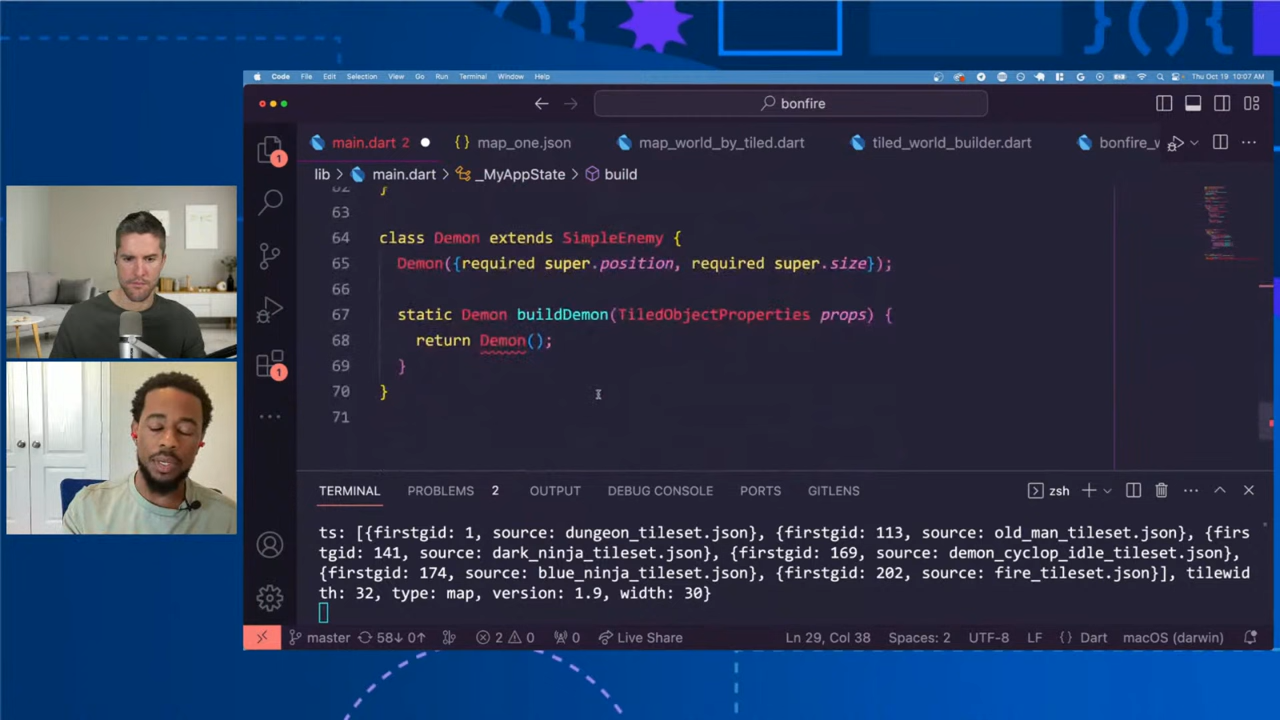 Code File Edit Selection View Go Run Terminal Window Help Thu Oct 19 10:07 AM
bonfire
main.dart 2 map_one.json map_world_by_tiled.dart tiled_world_builder.dart bonfire_w
lib > main.dart > _MyAppState > build
62 }
63
64 class Demon extends SimpleEnemy {
65 Demon({required super.position, required super.size});
66
67 static Demon buildDemon(TiledObjectProperties props) {
68 return Demon();
69 }
70 }
71
TERMINAL PROBLEMS 2 OUTPUT DEBUG CONSOLE PORTS GITLENS zsh
ts: [{firstgid: 1, source: dungeon_tileset.json}, {firstgid: 113, source: old_man_tileset.json}, {firs
tgid: 141, source: dark_ninja_tileset.json}, {firstgid: 169, source: demon_cyclop_idle_tileset.json},
{firstgid: 174, source: blue_ninja_tileset.json}, {firstgid: 202, source: fire_tileset.json}], tilewid
th: 32, type: map, version: 1.9, width: 30}
master 58↓ 0↑ 2 0 0 Live Share Ln 29, Col 38 Spaces: 2 UTF-8 LF {} Dart macOS (darwin)
1
1